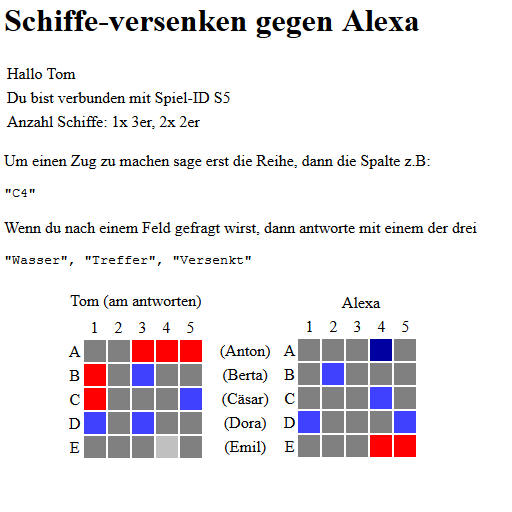 Schiffe-versenken gegen Alexa
Hallo Tom
Du bist verbunden mit Spiel-ID S5
Anzahl Schiffe: 1x 3er, 2x 2er
Um einen Zug zu machen sage erst die Reihe, dann die Spalte z.B:
"C4"
Wenn du nach einem Feld gefragt wirst, dann antworte mit einem der drei
"Wasser", "Treffer", "Versenkt"
Tom (am antworten) Alexa
1 2 3 4 5 1 2 3 4 5
A (Anton) A
B (Berta) B
C (Cäsar) C
D (Dora) D
E (Emil) E